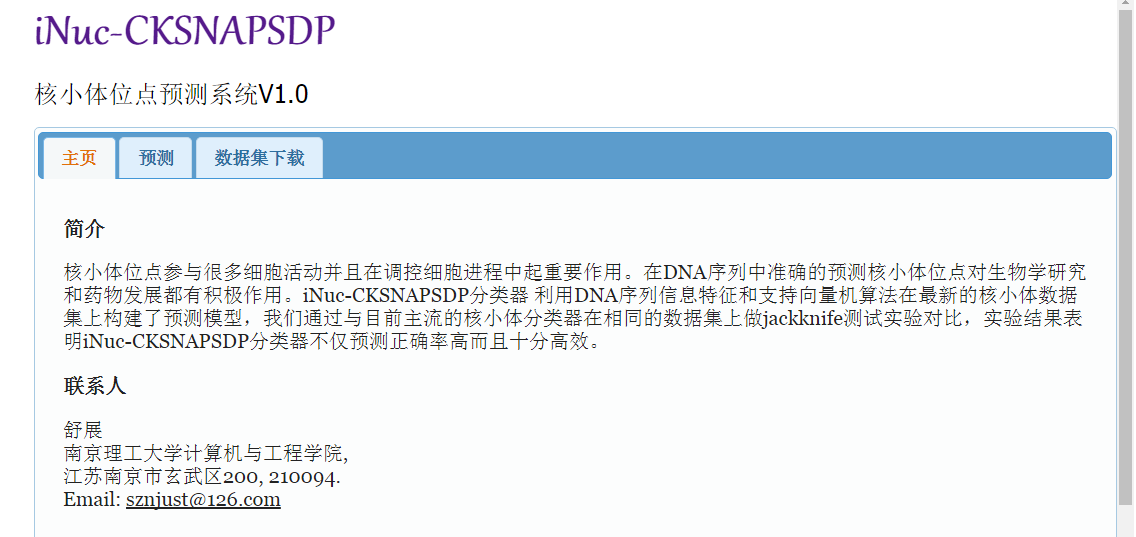 iNuc-CKSNAPSDP
核小体位点预测系统V1.0
主页 预测 数据集下载
简介
核小体位点参与很多细胞活动并且在调控细胞进程中起重要作用。在DNA序列中准确的预测核小体位点对生物学研究
和药物发展都有积极作用。iNuc-CKSNAPSDP分类器 利用DNA序列信息特征和支持向量机算法在最新的核小体数据
集上构建了预测模型，我们通过与目前主流的核小体分类器在相同的数据集上做jackknife测试实验对比，实验结果表
明iNuc-CKSNAPSDP分类器不仅预测正确率高而且十分高效。
联系人
舒展
南京理工大学计算机与工程学院,
江苏南京市玄武区200, 210094.
Email: sznjust@126.com